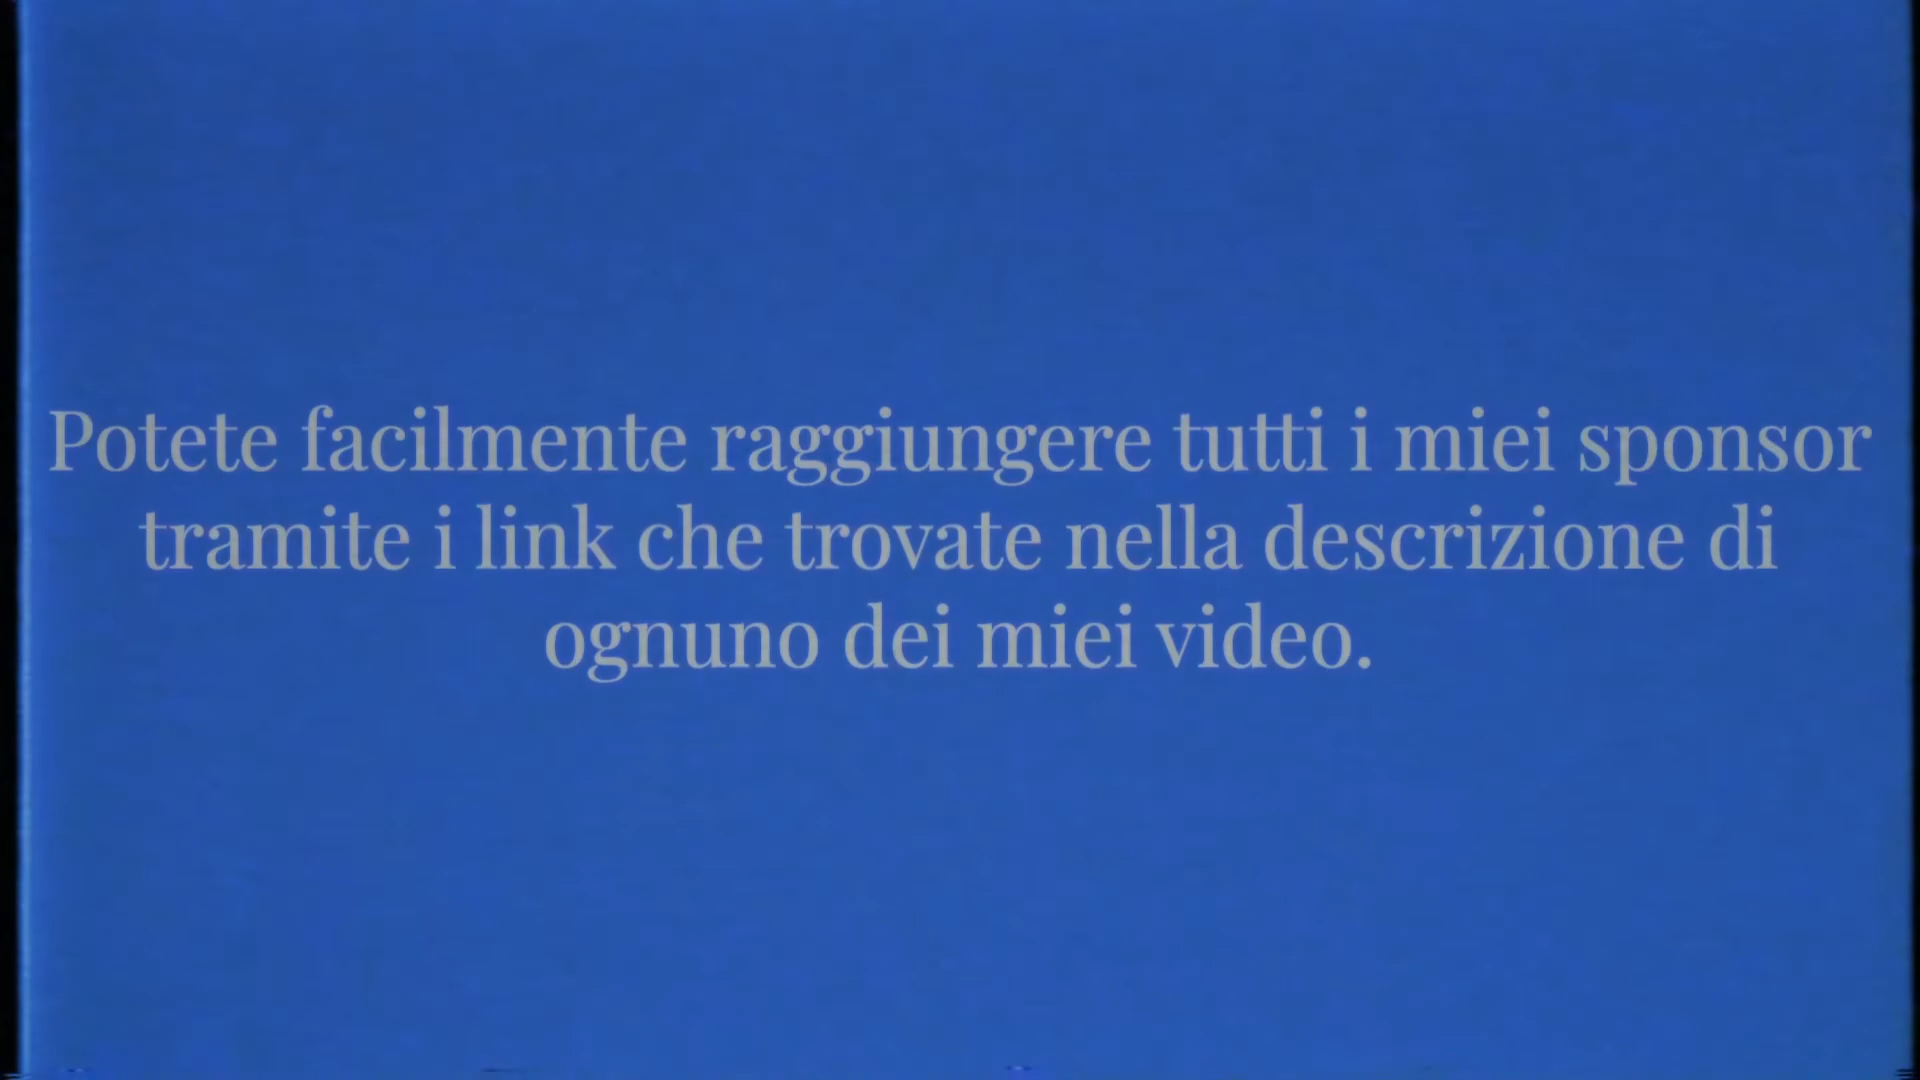 Potete facilmente raggiungere tutti i miei sponsor
tramite i link che trovate nella descrizione di
ognuno dei miei video.